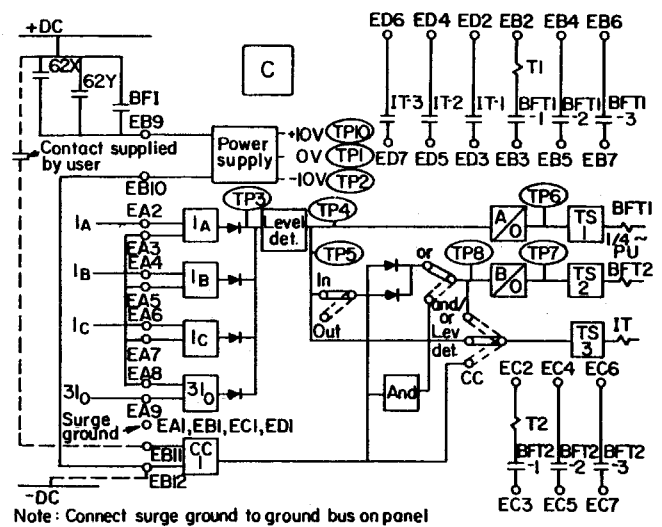 +DC
62X
62Y
BFI
EB9
Contact supplied
by user
EB10
C
ED6 ED4 ED2 EB2 EB4 EB6
T1
IT-3 IT-2 IT-1 BFT1-1 BFT1-2 BFT1-3
ED7 ED5 ED3 EB3 EB5 EB7
Power
supply
+10V TP10
0V TP1
-10V TP2
TP3
Level
det.
TP4
TP5
In
Out
or
and/
or
Lev
det.
CC
And
TP8
A/0
TP6
TS
1
BFT1
1/4 ~
PU
B/0
TP7
TS
2
BFT2
TS
3
IT
IA EA2 IA
EA3
IB EA4 IB
EA5
IC EA6 IC
EA7
EA8
3I0 3I0
EA9
Surge
ground
EA1, EB1, EC1, ED1
EB11
CC
1
EB12
-DC
EC2 EC4 EC6
T2
BFT2-1 BFT2-2 BFT2-3
EC3 EC5 EC7
Note: Connect surge ground to ground bus on panel